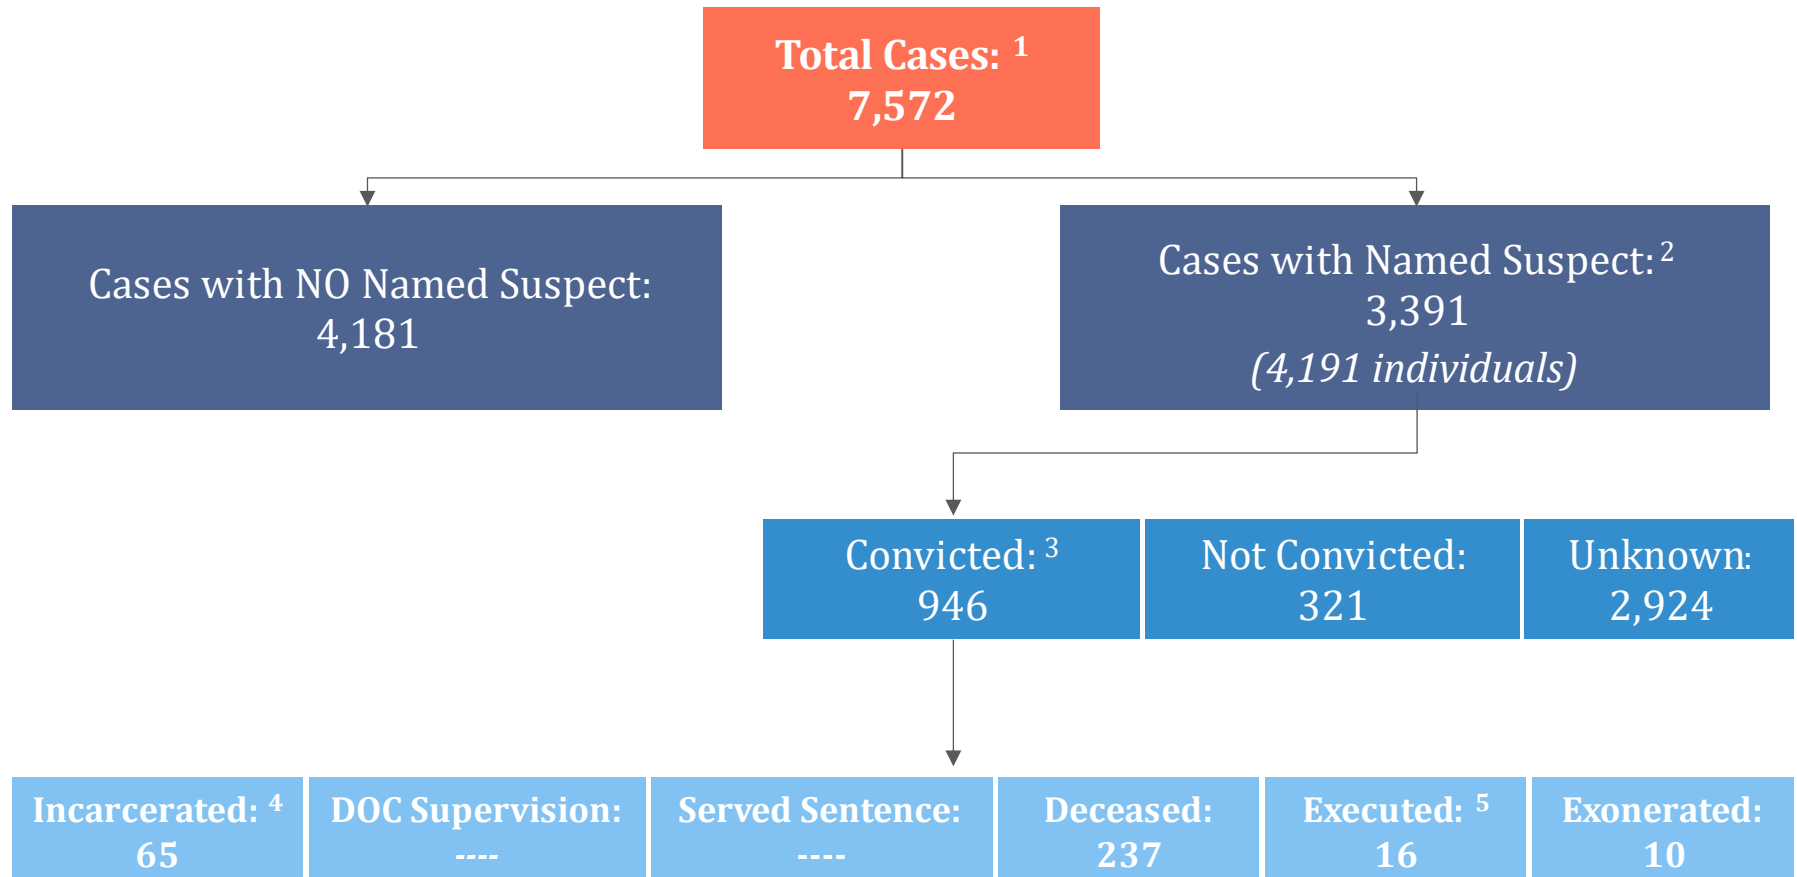 Total Cases: 1
7,572
Cases with NO Named Suspect:
4,181
Cases with Named Suspect: 2
3,391
(4,191 individuals)
Convicted: 3
946
Not Convicted:
321
Unknown:
2,924
Incarcerated: 4
65
DOC Supervision:
----
Served Sentence:
----
Deceased:
237
Executed: 5
16
Exonerated:
10